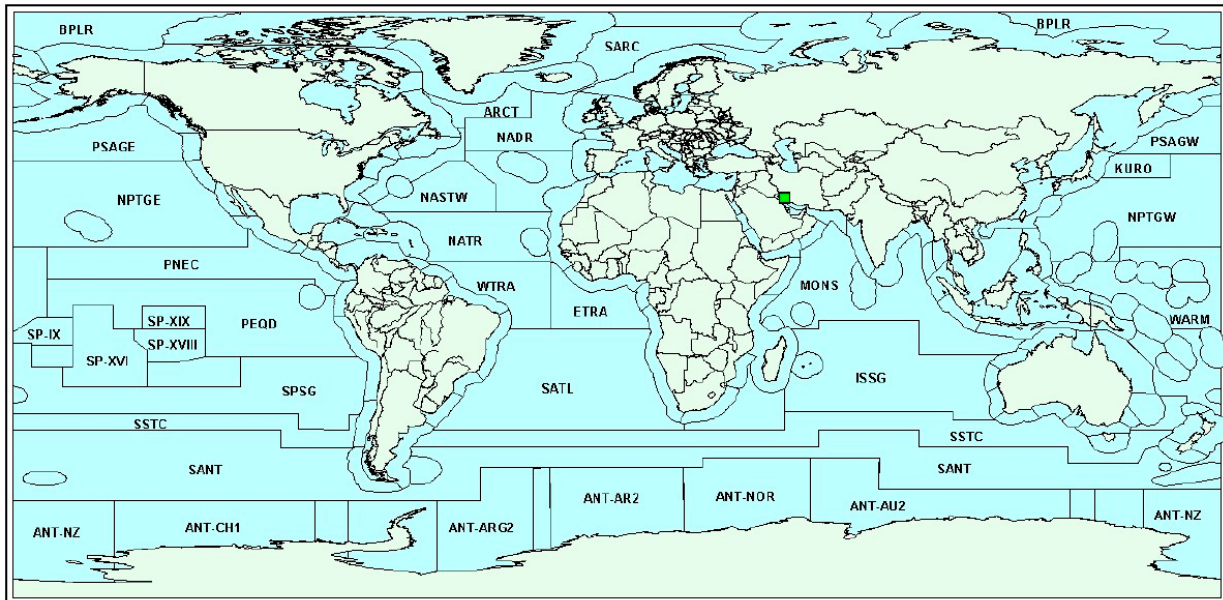 BPLR
BPLR
SARC
ARCT
NADR
PSAGE
PSAGW
KURO
NPTGE
NASTW
NPTGW
NATR
PNEC
WTRA
MONS
ETRA
SP-XIX
PEQD
SP-IX
SP-XVIII
WARM
SP-XVI
SPSG
SATL
ISSG
SSTC
SSTC
SANT
SANT
ANT-AR2
ANT-NOR
ANT-NZ
ANT-CH1
ANT-ARG2
ANT-AU2
ANT-NZ